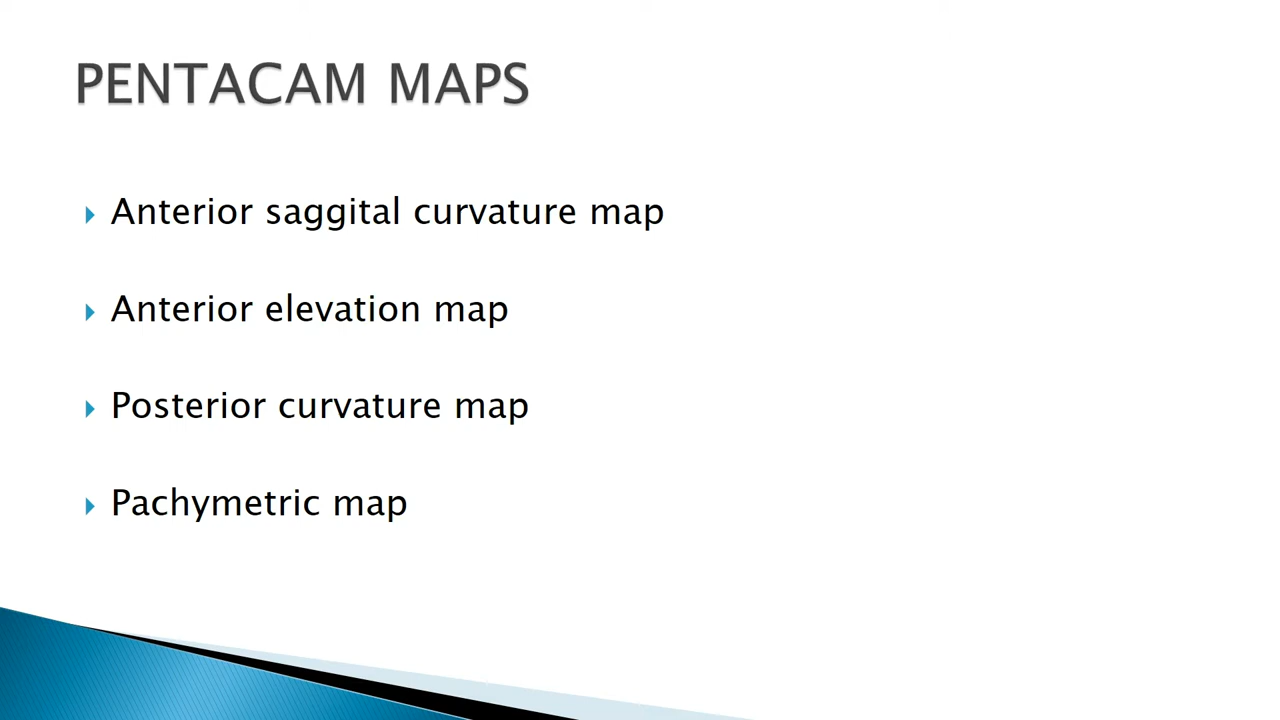 PENTACAM MAPS
Anterior saggital curvature map
Anterior elevation map
Posterior curvature map
Pachymetric map